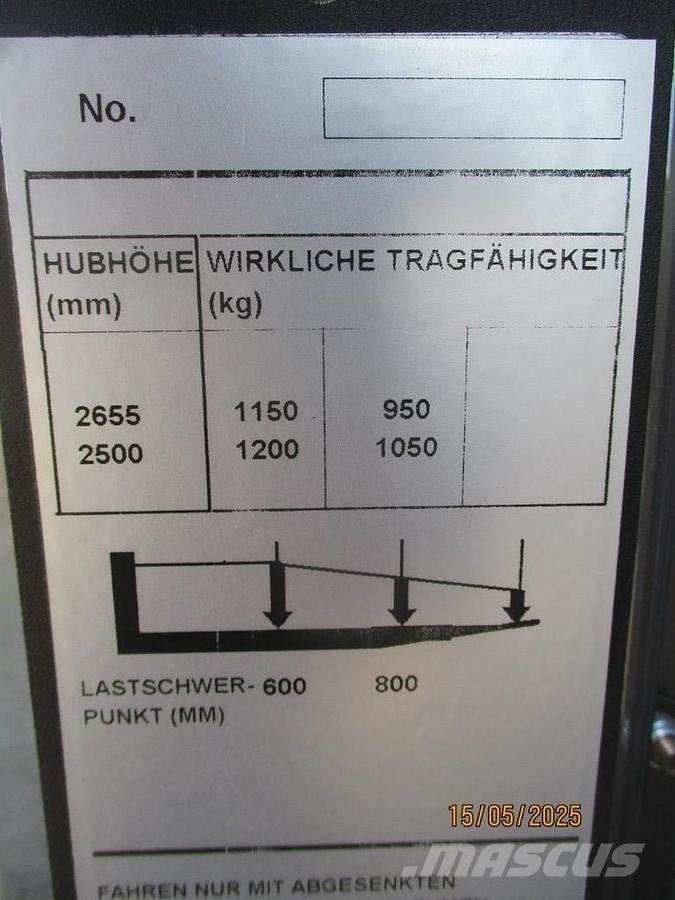 No.
HUBHÖHE WIRKLICHE TRAGFÄHIGKEIT
(mm) (kg)
2655 1150 950
2500 1200 1050
LASTSCHWER- 600 800
PUNKT (MM)
15/05/2025
MASCUS
FAHREN NUR MIT ABGESENKTEN